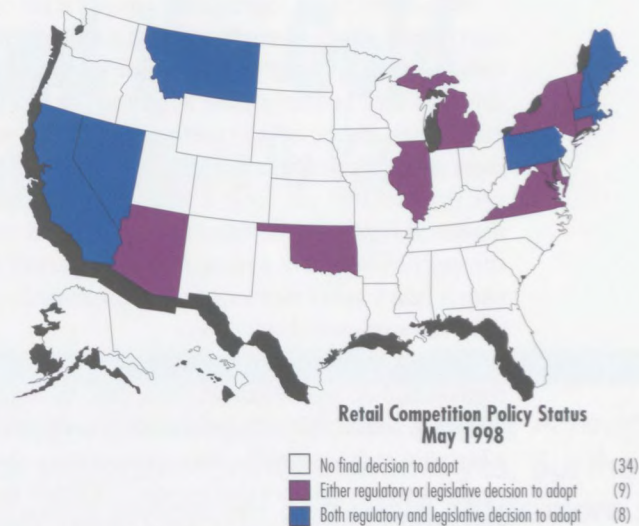 Retail Competition Policy Status
May 1998
No final decision to adopt (34)
Either regulatory or legislative decision to adopt (9)
Both regulatory and legislative decision to adopt (8)